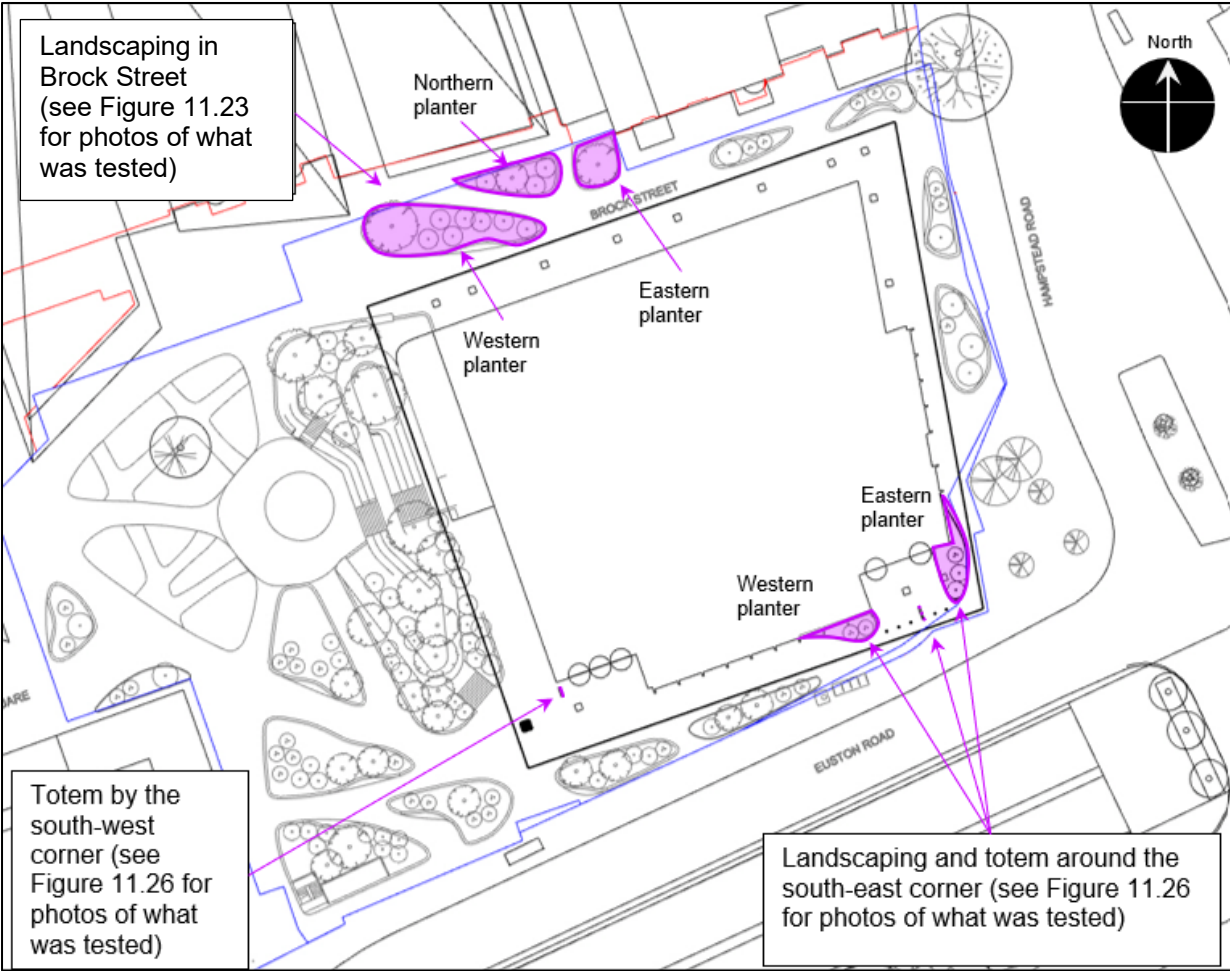 Landscaping in
Brock Street
(see Figure 11.23
for photos of what
was tested)
Northern
planter
North
BROCK STREET
HAMPSTEAD ROAD
Eastern
planter
Western
planter
Eastern
planter
Western
planter
EUSTON ROAD
Totem by the
south-west
corner (see
Figure 11.26 for
photos of what
was tested)
Landscaping and totem around the
south-east corner (see Figure 11.26
for photos of what was tested)